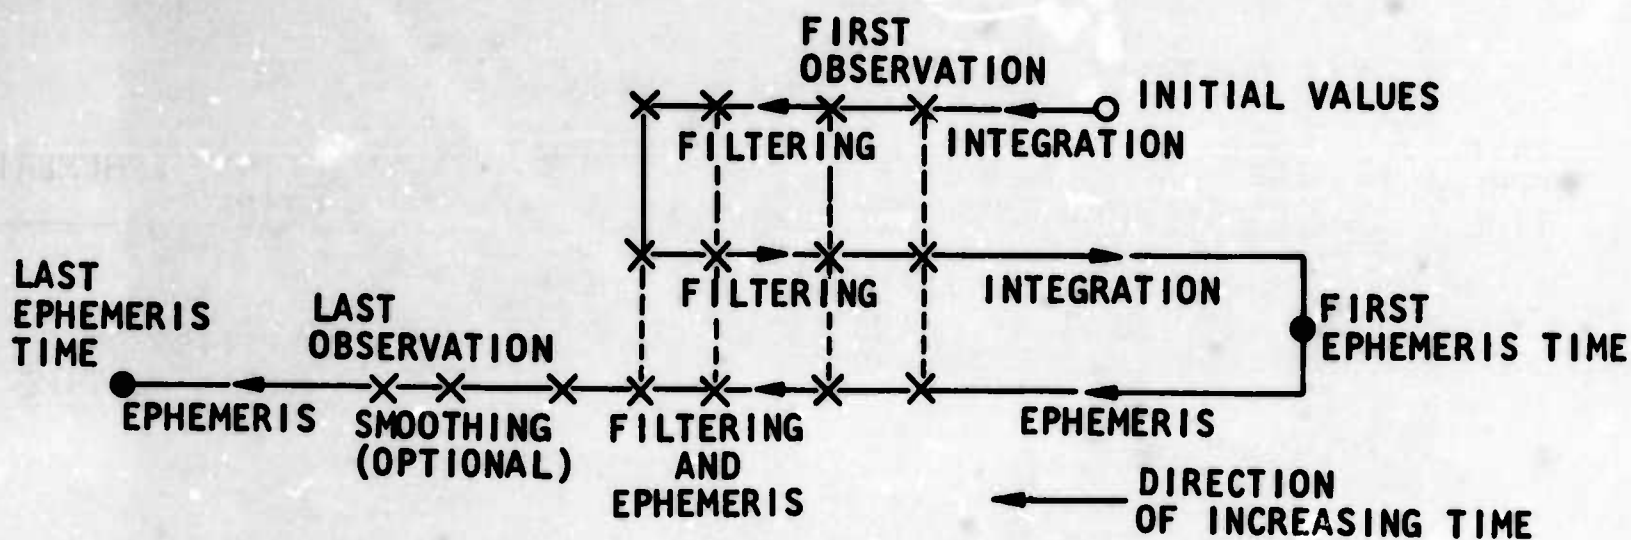 FIRST
OBSERVATION
INITIAL VALUES
FILTERING
INTEGRATION
FILTERING
INTEGRATION
LAST
EPHEMERIS
TIME
LAST
OBSERVATION
FIRST
EPHEMERIS TIME
EPHEMERIS
SMOOTHING
(OPTIONAL)
FILTERING
AND
EPHEMERIS
EPHEMERIS
DIRECTION
OF INCREASING TIME